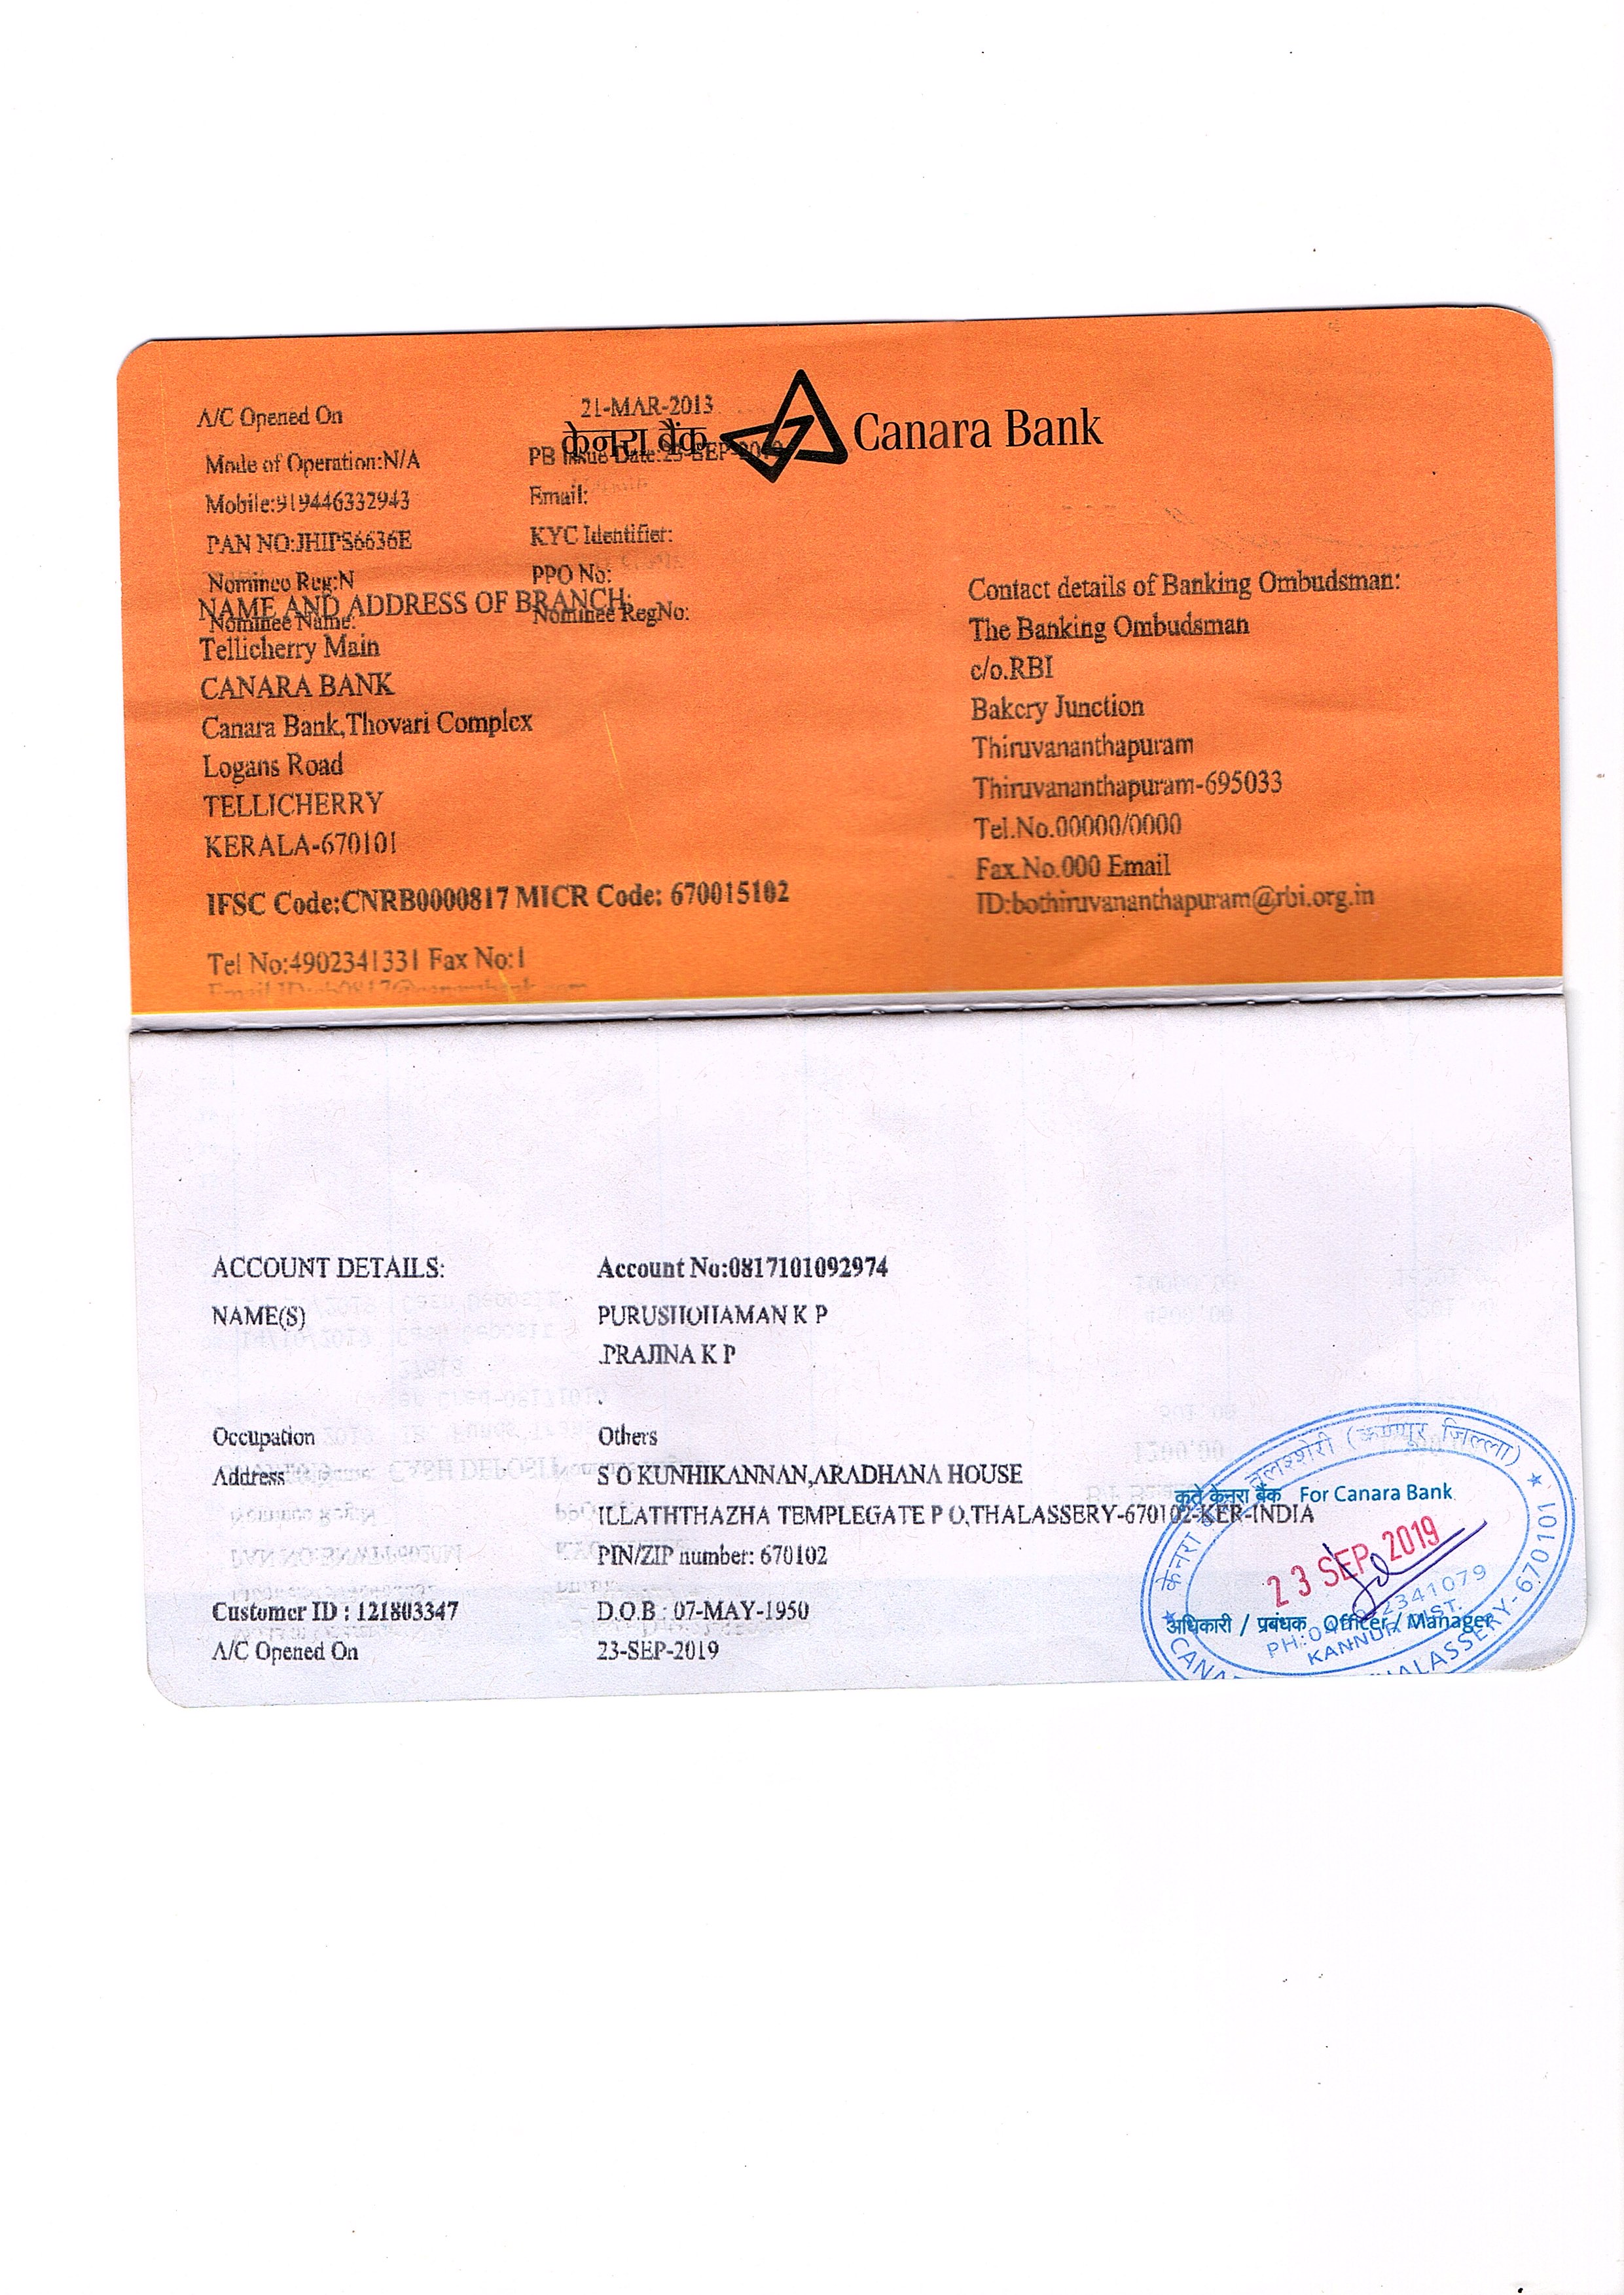 A/C Opened On 21-MAR-2013
केनरा बैंक Canara Bank
Mode of Operation:N/A PB Issue Date:23-SEP-2019
Mobile:919446332943 Email:
PAN NO:JHIPS6636E KYC Identifier:
Nominee Reg:N PPO No:
NAME AND ADDRESS OF BRANCH:
Nominee Name: Nominee RegNo:
Tellicherry Main
CANARA BANK
Canara Bank,Thovari Complex
Logans Road
TELLICHERRY
KERALA-670101
IFSC Code:CNRB0000817 MICR Code: 670015102
Tel No:4902341331 Fax No:1
Email ID:cb0817@canarabank.com
Contact details of Banking Ombudsman:
The Banking Ombudsman
c/o.RBI
Bakery Junction
Thiruvananthapuram
Thiruvananthapuram-695033
Tel.No.00000/0000
Fax.No.000 Email
ID:bothiruvananthapuram@rbi.org.in
ACCOUNT DETAILS: Account No:0817101092974
NAME(S) PURUSHOTHAMAN K P
.PRAJINA K P
.
Occupation Others
Address S O KUNHIKANNAN,ARADHANA HOUSE
ILLATHTHAZHA TEMPLEGATE P O,THALASSERY-670102-KER-INDIA
PIN/ZIP number: 670102
Customer ID : 121803347 D.O.B : 07-MAY-1950
A/C Opened On 23-SEP-2019
केनरा तलश्शेरी (कण्णूर जिल्ला)
कृते केनरा बैंक For Canara Bank
23 SEP 2019
अधिकारी / प्रबंधक Officer / Manager
2341079
KANNUR DIST.
THALASSERY-670101